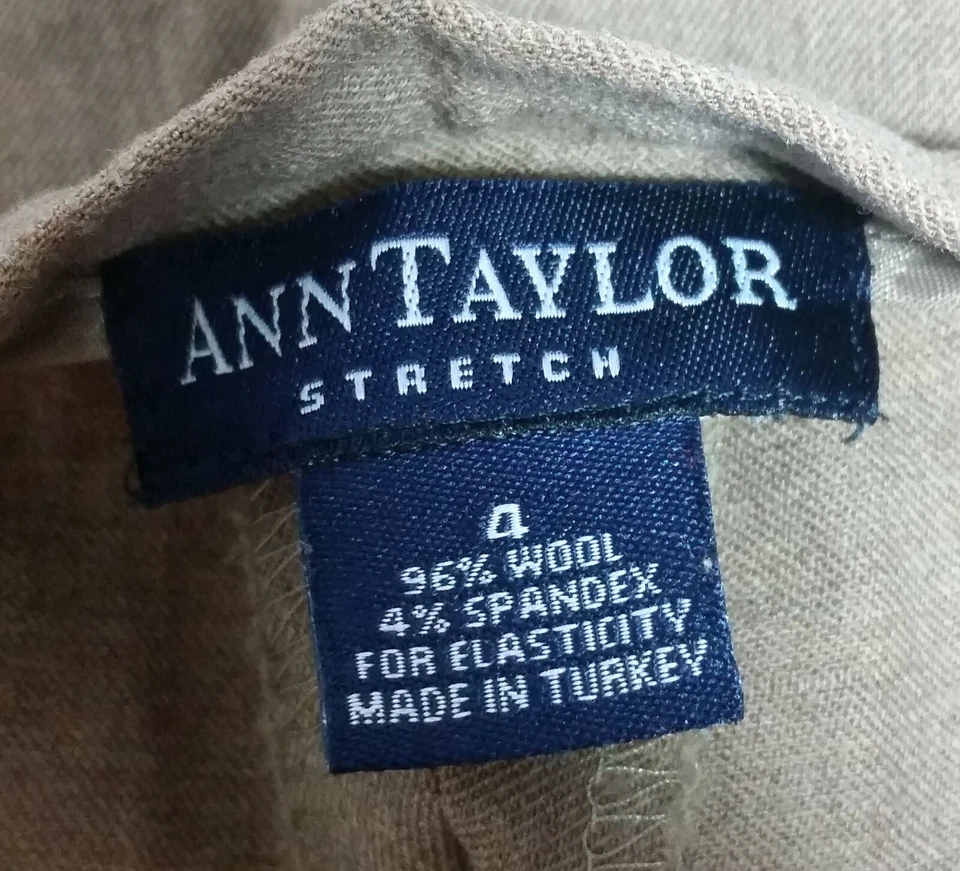 ANN TAYLOR
STRETCH
4
96% WOOL
4% SPANDEX
FOR ELASTICITY
MADE IN TURKEY